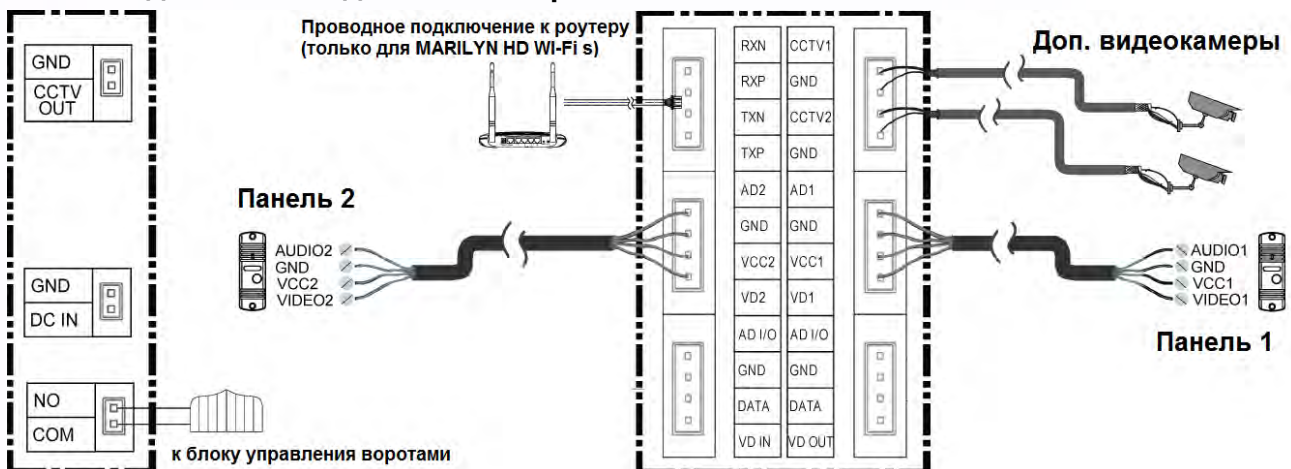 Проводное подключение к роутеру
(только для MARILYN HD WI-Fi s)
Доп. видеокамеры
GND
CCTV
OUT
GND
DC IN
NO
COM
к блоку управления воротами
Панель 2
AUDIO2
GND
VCC2
VIDEO2
RXN CCTV1
RXP GND
TXN CCTV2
TXP GND
AD2 AD1
GND GND
VCC2 VCC1
VD2 VD1
AD I/O AD I/O
GND GND
DATA DATA
VD IN VD OUT
AUDIO1
GND
VCC1
VIDEO1
Панель 1